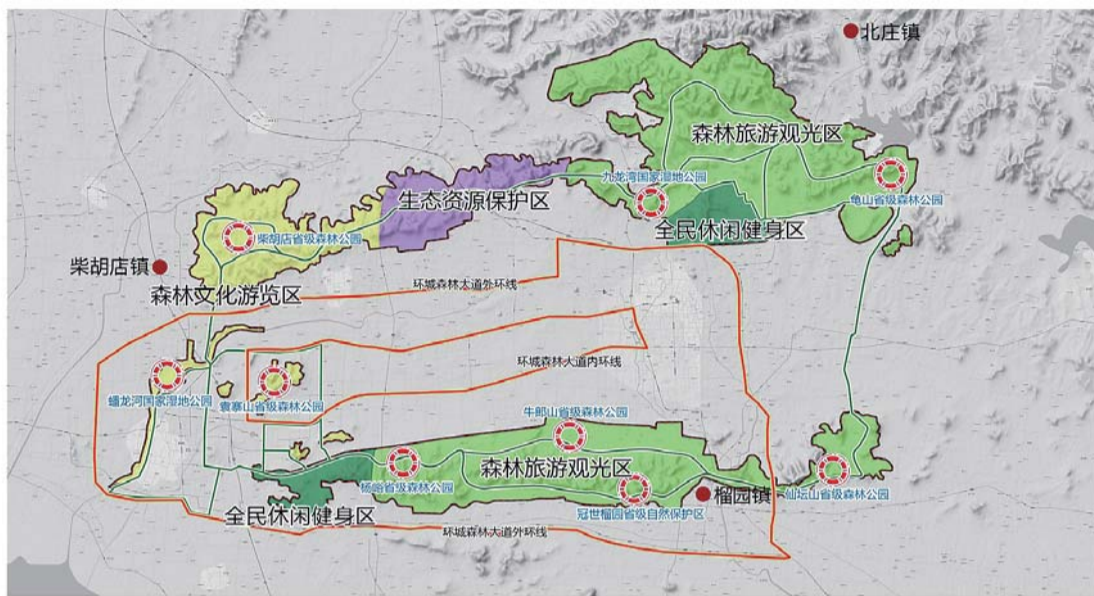 北庄镇
森林旅游观光区
九龙湾国家湿地公园
生态资源保护区
龟山省级森林公园
全民休闲健身区
柴胡店省级森林公园
柴胡店镇
森林文化游览区
环城森林大道外环线
环城森林大道内环线
蟠龙河国家湿地公园
袁寨山省级森林公园
牛郎山省级森林公园
森林旅游观光区
杨峪省级森林公园
仙坛山省级森林公园
榴园镇
冠世榴园省级自然保护区
全民休闲健身区
环城森林大道外环线